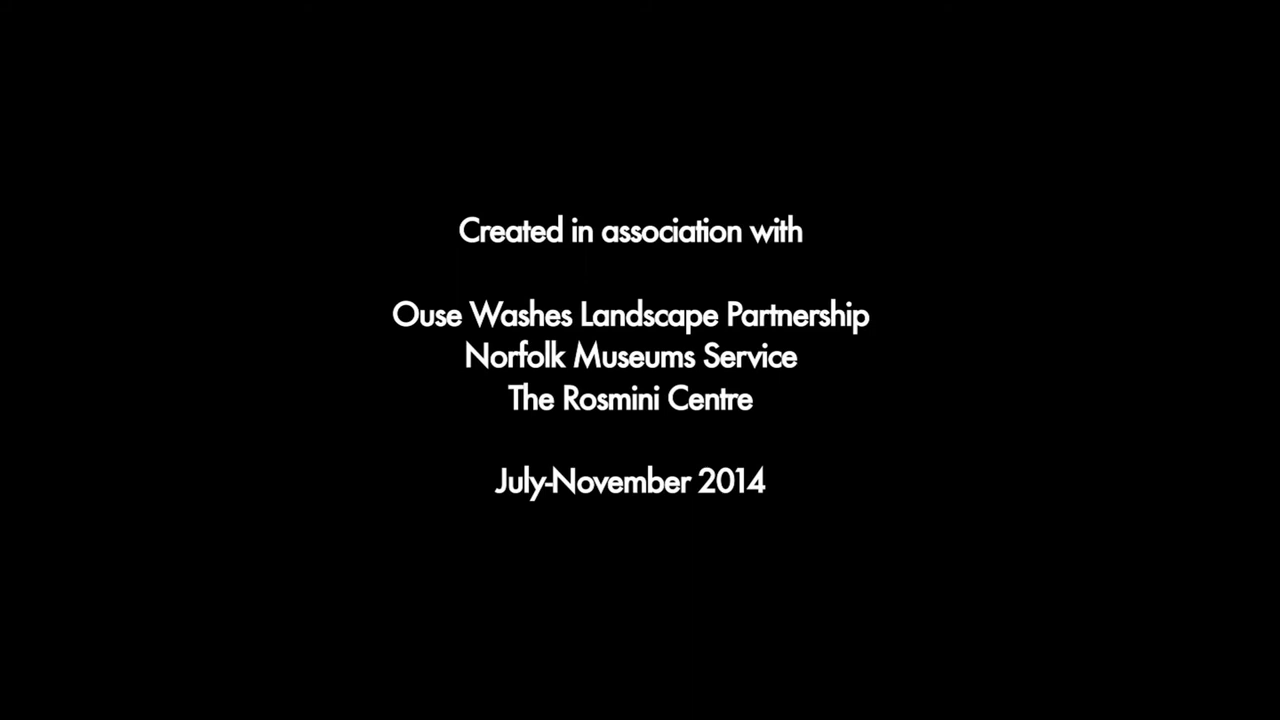 Created in association with
Ouse Washes Landscape Partnership
Norfolk Museums Service
The Rosmini Centre
July-November 2014